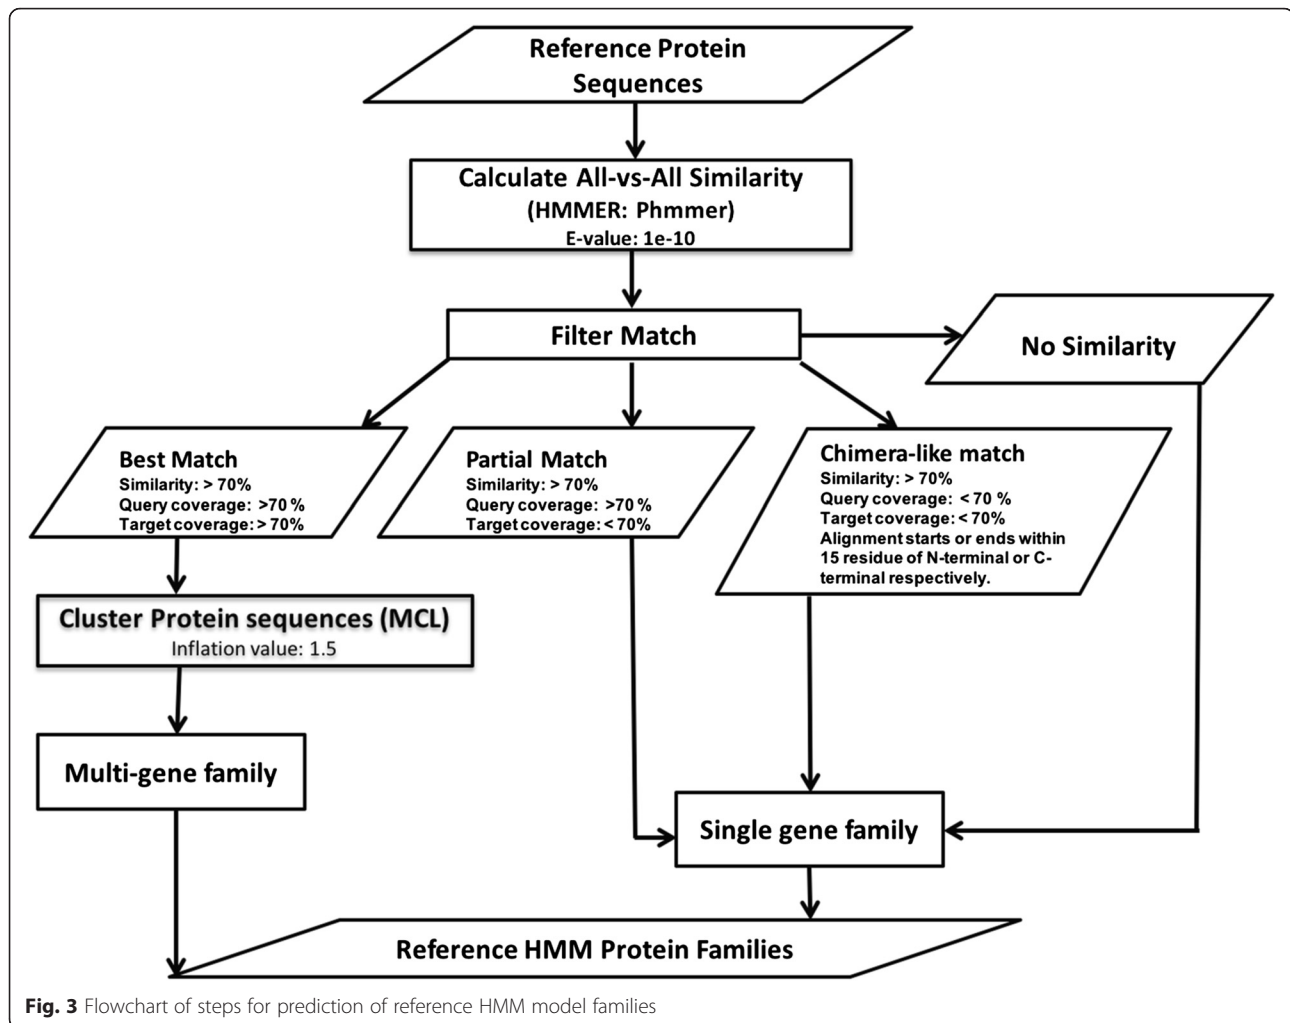 Reference Protein
Sequences
Calculate All-vs-All Similarity
(HMMER: Phmmer)
E-value: 1e-10
Filter Match
No Similarity
Best Match
Similarity: > 70%
Query coverage: >70 %
Target coverage: > 70%
Partial Match
Similarity: > 70%
Query coverage: >70 %
Target coverage: < 70%
Chimera-like match
Similarity: > 70%
Query coverage: < 70 %
Target coverage: < 70%
Alignment starts or ends within
15 residue of N-terminal or C-
terminal respectively.
Cluster Protein sequences (MCL)
Inflation value: 1.5
Multi-gene family
Single gene family
Reference HMM Protein Families
Fig. 3 Flowchart of steps for prediction of reference HMM model families